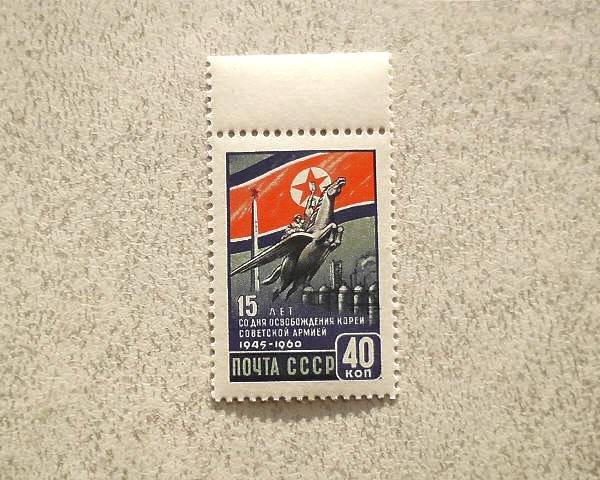 15 ЛЕТ
СО ДНЯ ОСВОБОЖДЕНИЯ КОРЕИ
СОВЕТСКОЙ АРМИЕЙ
1945-1960
ПОЧТА СССР
40
КОП